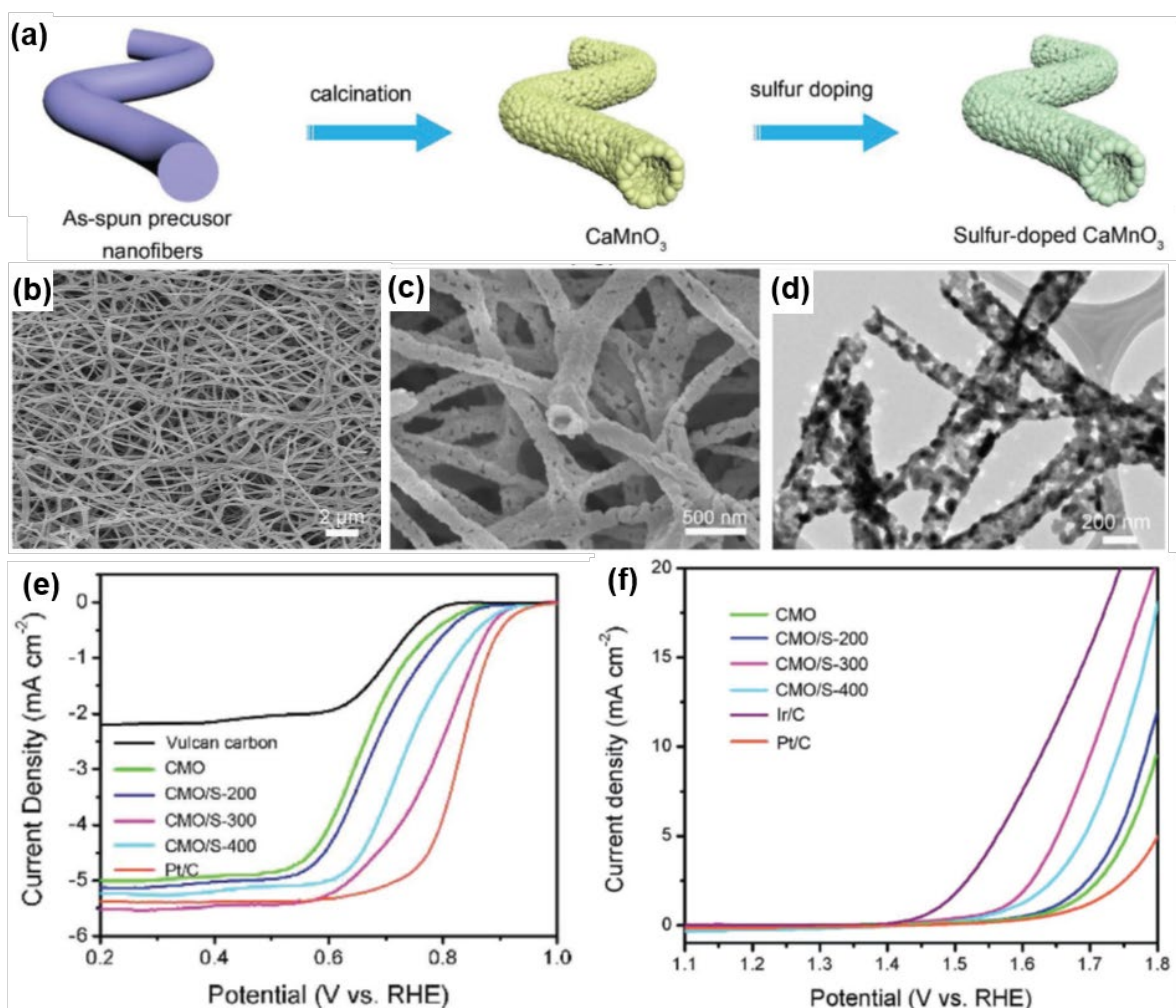 (a)
calcination
sulfur doping
As-spun precusor
nanofibers
CaMnO₃
Sulfur-doped CaMnO₃
(b)
2 μm
(c)
500 nm
(d)
200 nm
(e)
0
-1
-2
-3
-4
-5
-6
Current Density (mA cm⁻²)
Vulcan carbon
CMO
CMO/S-200
CMO/S-300
CMO/S-400
Pt/C
0.2
0.4
0.6
0.8
1.0
Potential (V vs. RHE)
(f)
20
15
10
5
0
Current density (mA cm⁻²)
CMO
CMO/S-200
CMO/S-300
CMO/S-400
Ir/C
Pt/C
1.1
1.2
1.3
1.4
1.5
1.6
1.7
1.8
Potential (V vs. RHE)